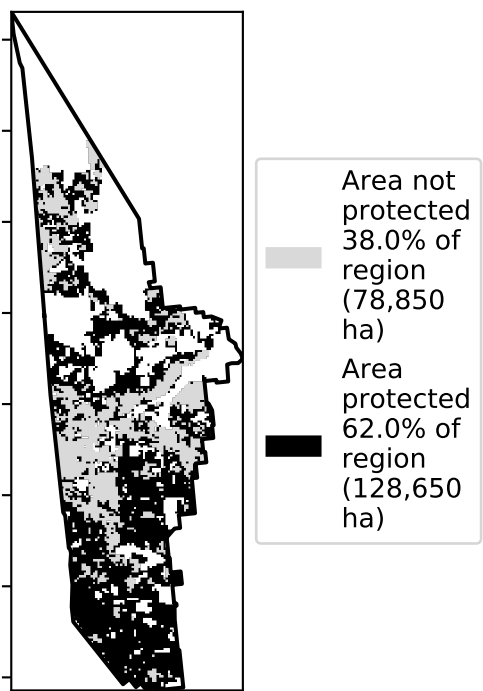 Area not
protected
38.0% of
region
(78,850
ha)
Area
protected
62.0% of
region
(128,650
ha)